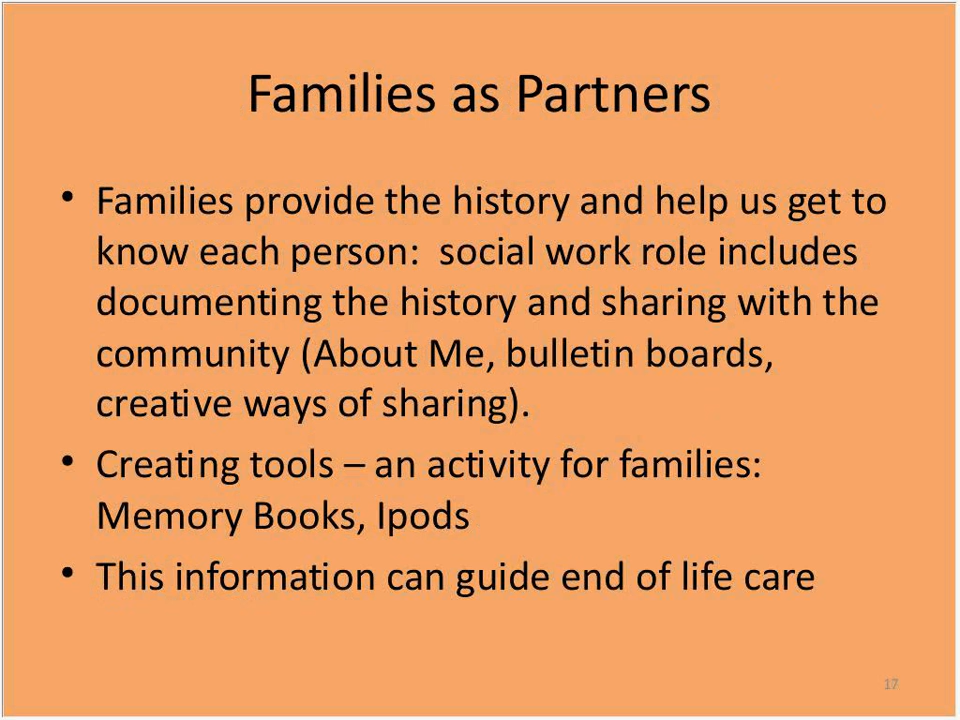 Families as Partners
• Families provide the history and help us get to
know each person:  social work role includes
documenting the history and sharing with the
community (About Me, bulletin boards,
creative ways of sharing).
• Creating tools – an activity for families:
Memory Books, Ipods
• This information can guide end of life care
17